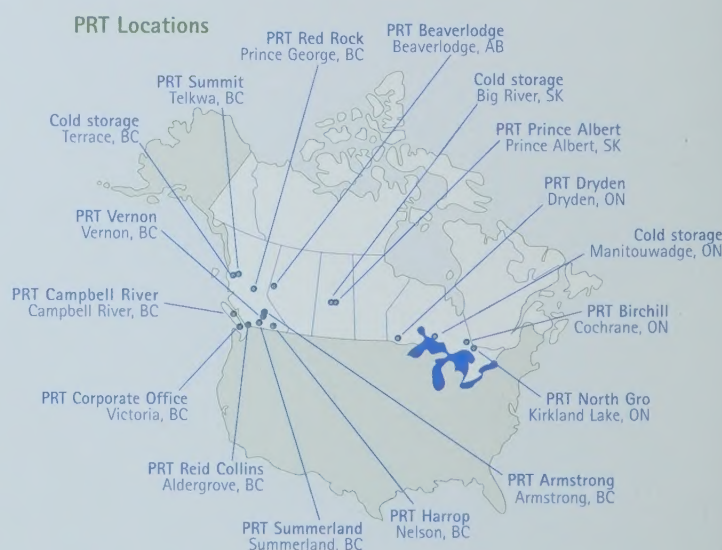 PRT Locations
PRT Red Rock
Prince George, BC
PRT Beaverlodge
Beaverlodge, AB
PRT Summit
Telkwa, BC
Cold storage
Big River, SK
Cold storage
Terrace, BC
PRT Prince Albert
Prince Albert, SK
PRT Dryden
Dryden, ON
PRT Vernon
Vernon, BC
Cold storage
Manitouwadge, ON
PRT Campbell River
Campbell River, BC
PRT Birchill
Cochrane, ON
PRT Corporate Office
Victoria, BC
PRT North Gro
Kirkland Lake, ON
PRT Reid Collins
Aldergrove, BC
PRT Armstrong
Armstrong, BC
PRT Summerland
Summerland, BC
PRT Harrop
Nelson, BC